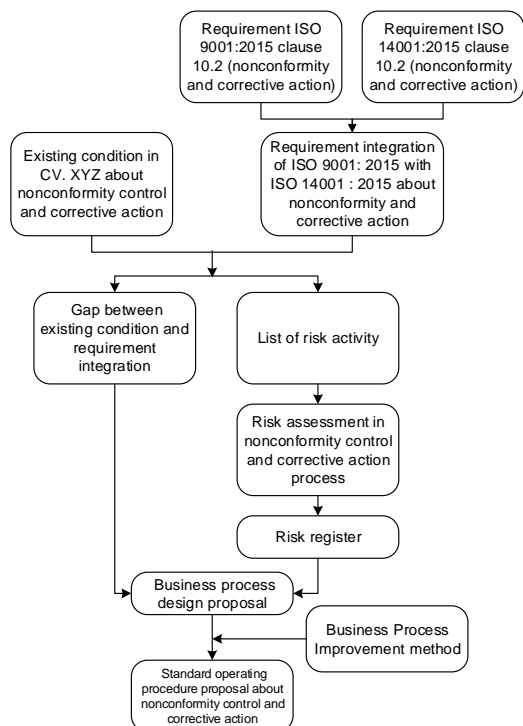 Requirement ISO
9001:2015 clause
10.2 (nonconformity
and corrective action)
Requirement ISO
14001:2015 clause
10.2 (nonconformity
and corrective action)
Existing condition in
CV. XYZ about
nonconformity control
and corrective action
Requirement integration
of ISO 9001: 2015 with
ISO 14001 : 2015 about
nonconformity and
corrective action
Gap between
existing condition and
requirement
integration
List of risk activity
Risk assessment in
nonconformity control
and corrective action
process
Risk register
Business process
design proposal
Business Process
Improvement method
Standard operating
procedure proposal about
nonconformity control and
corrective action